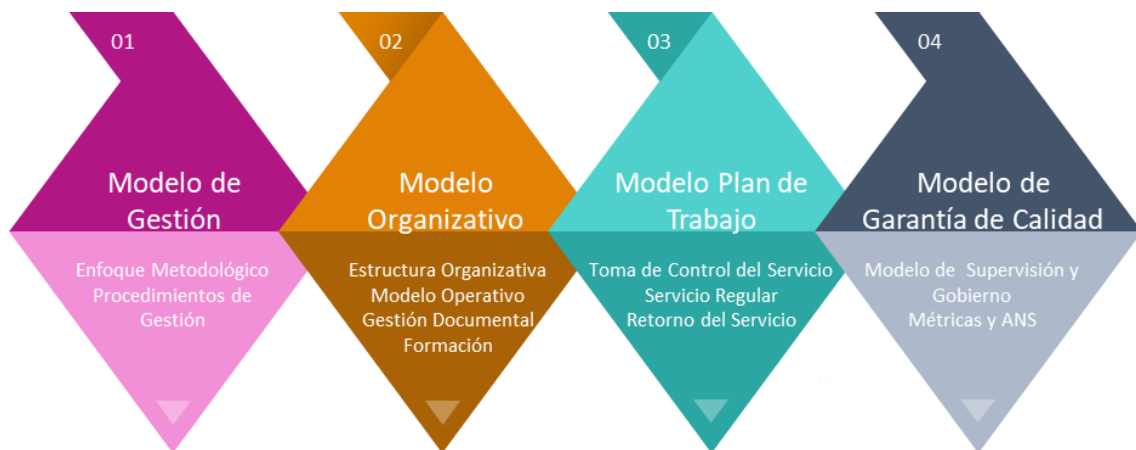 01
Modelo de
Gestión
Enfoque Metodológico
Procedimientos de
Gestión
02
Modelo
Organizativo
Estructura Organizativa
Modelo Operativo
Gestión Documental
Formación
03
Modelo Plan de
Trabajo
Toma de Control del Servicio
Servicio Regular
Retorno del Servicio
04
Modelo de
Garantía de Calidad
Modelo de Supervisión y
Gobierno
Métricas y ANS